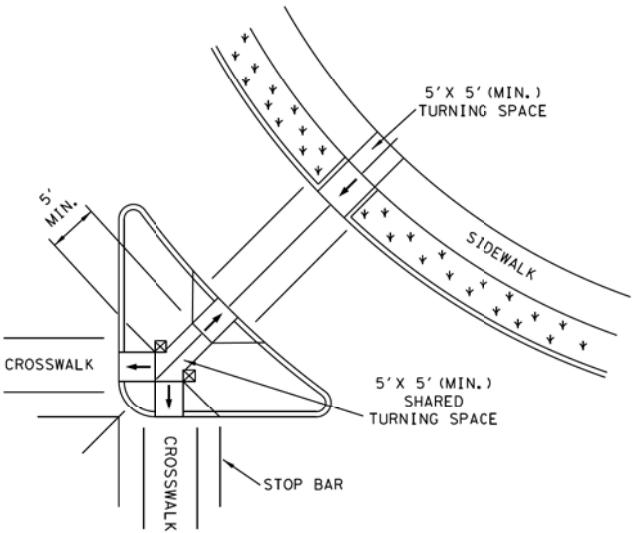 5'X 5'(MIN.)
TURNING SPACE
5'
MIN.
SIDEWALK
CROSSWALK
5'X 5'(MIN.)
SHARED
TURNING SPACE
CROSSWALK
STOP BAR